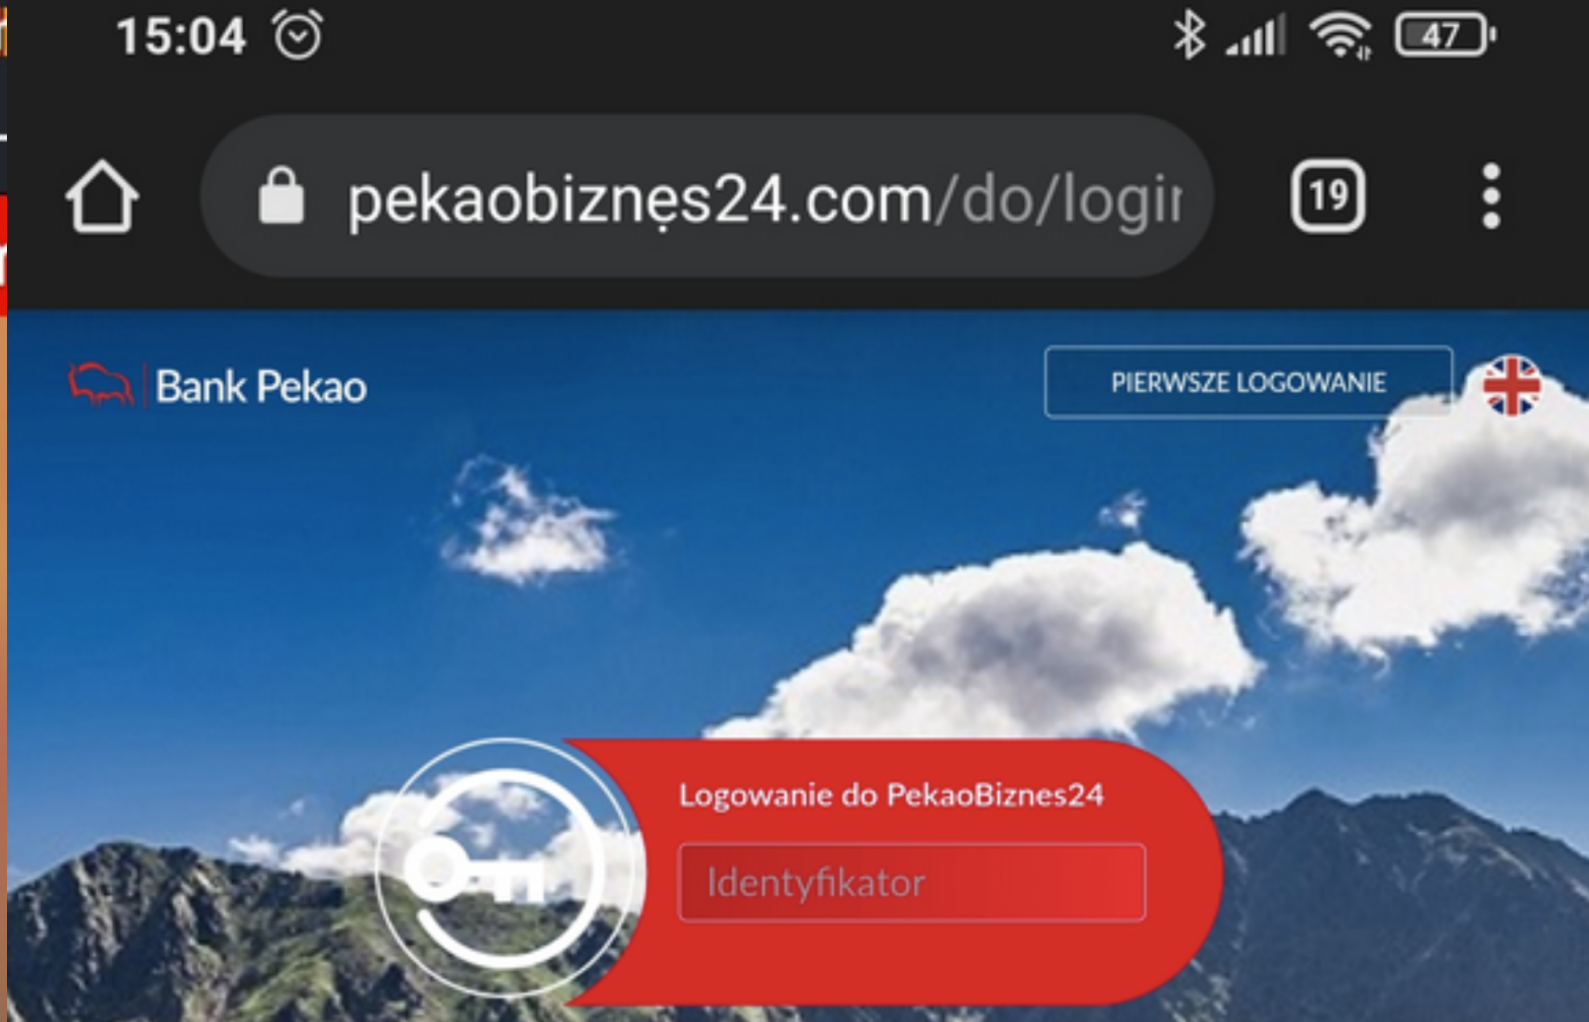 15:04
47
pekaobiznẹs24.com/do/logi
19
Bank Pekao
PIERWSZE LOGOWANIE
Logowanie do PekaoBiznes24
Identyfikator